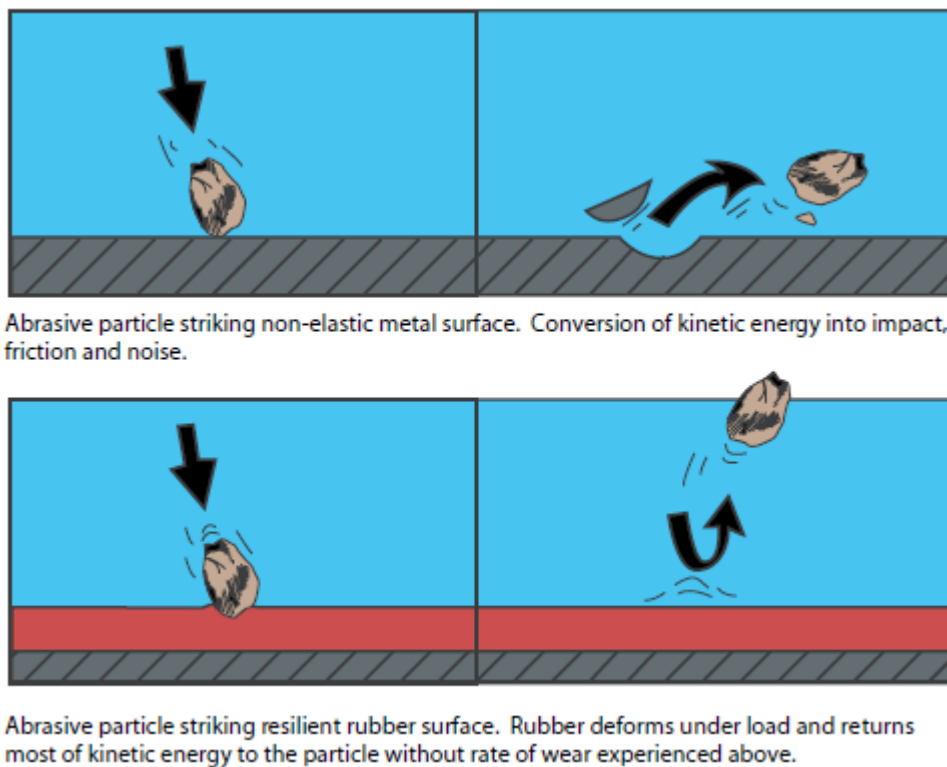 Abrasive particle striking non-elastic metal surface.  Conversion of kinetic energy into impact,
friction and noise.
Abrasive particle striking resilient rubber surface.  Rubber deforms under load and returns
most of kinetic energy to the particle without rate of wear experienced above.